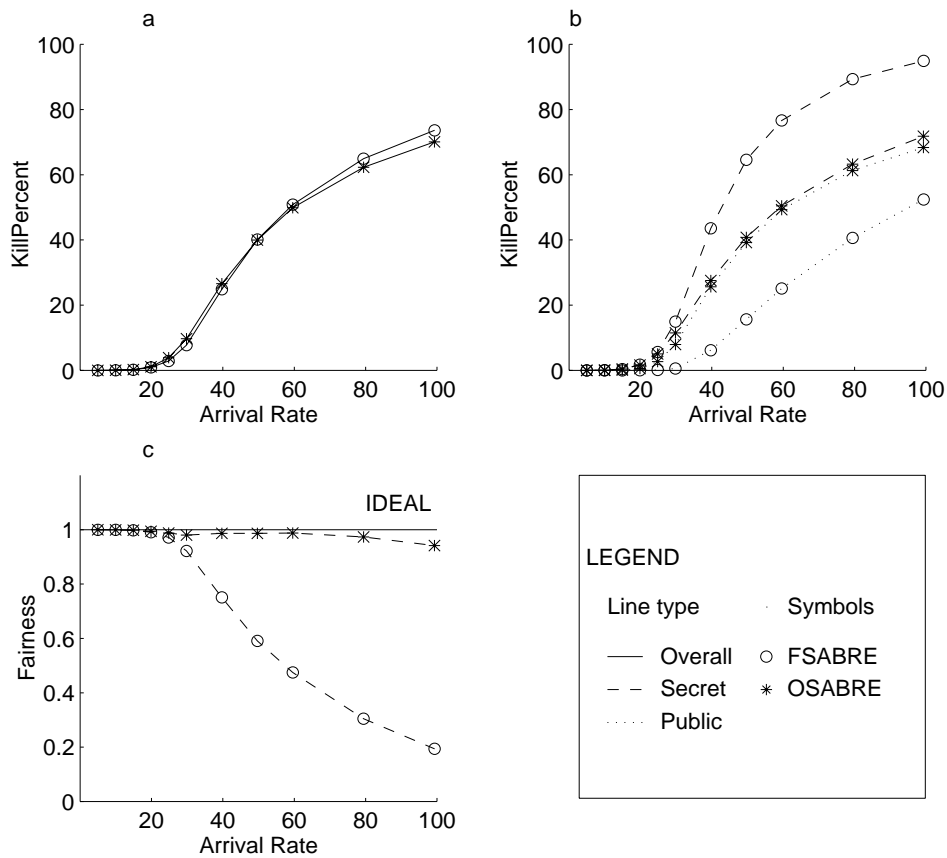 a
100
80
60
40
20
0
KillPercent
20 40 60 80 100
Arrival Rate
b
100
80
60
40
20
0
KillPercent
20 40 60 80 100
Arrival Rate
c
IDEAL
1
0.8
0.6
0.4
0.2
0
Fairness
20 40 60 80 100
Arrival Rate
LEGEND
Line type Symbols
Overall FSABRE
Secret OSABRE
Public